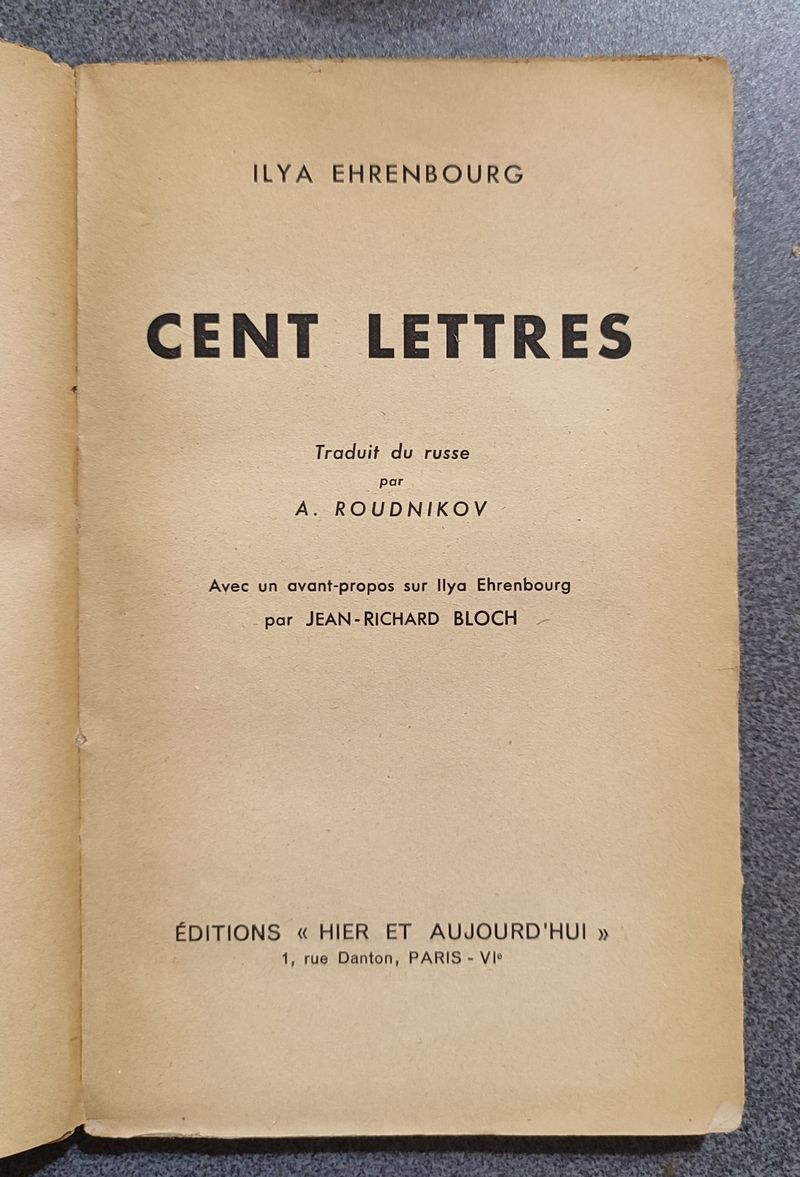 ILYA EHRENBOURG
CENT LETTRES
Traduit du russe
par
A. ROUDNIKOV
Avec un avant-propos sur Ilya Ehrenbourg
par JEAN-RICHARD BLOCH
ÉDITIONS « HIER ET AUJOURD'HUI »
1, rue Danton, PARIS - VIᵉ